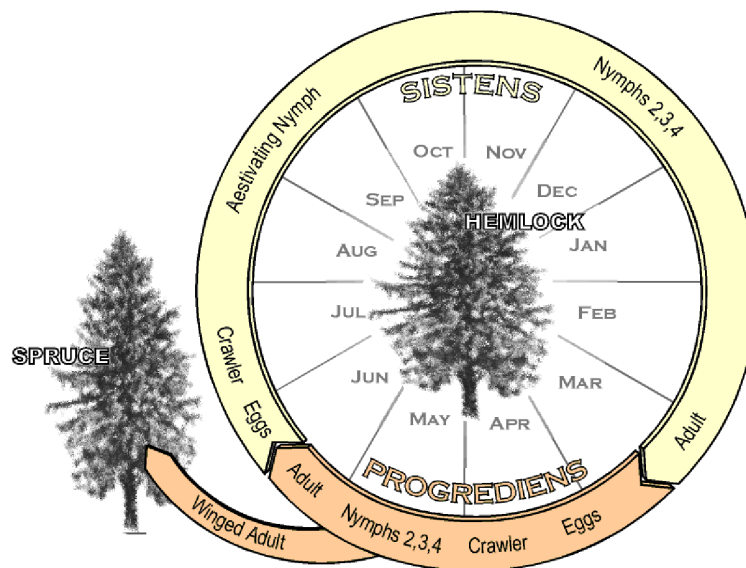 SISTENS
Nymphs 2,3,4
Aestivating Nymph
OCT
NOV
SEP
DEC
HEMLOCK
AUG
JAN
JUL
FEB
SPRUCE
Crawler
JUN
MAR
Eggs
MAY
APR
Adult
PROGREDIENS
Adult
Nymphs 2,3,4
Crawler
Eggs
Winged Adult